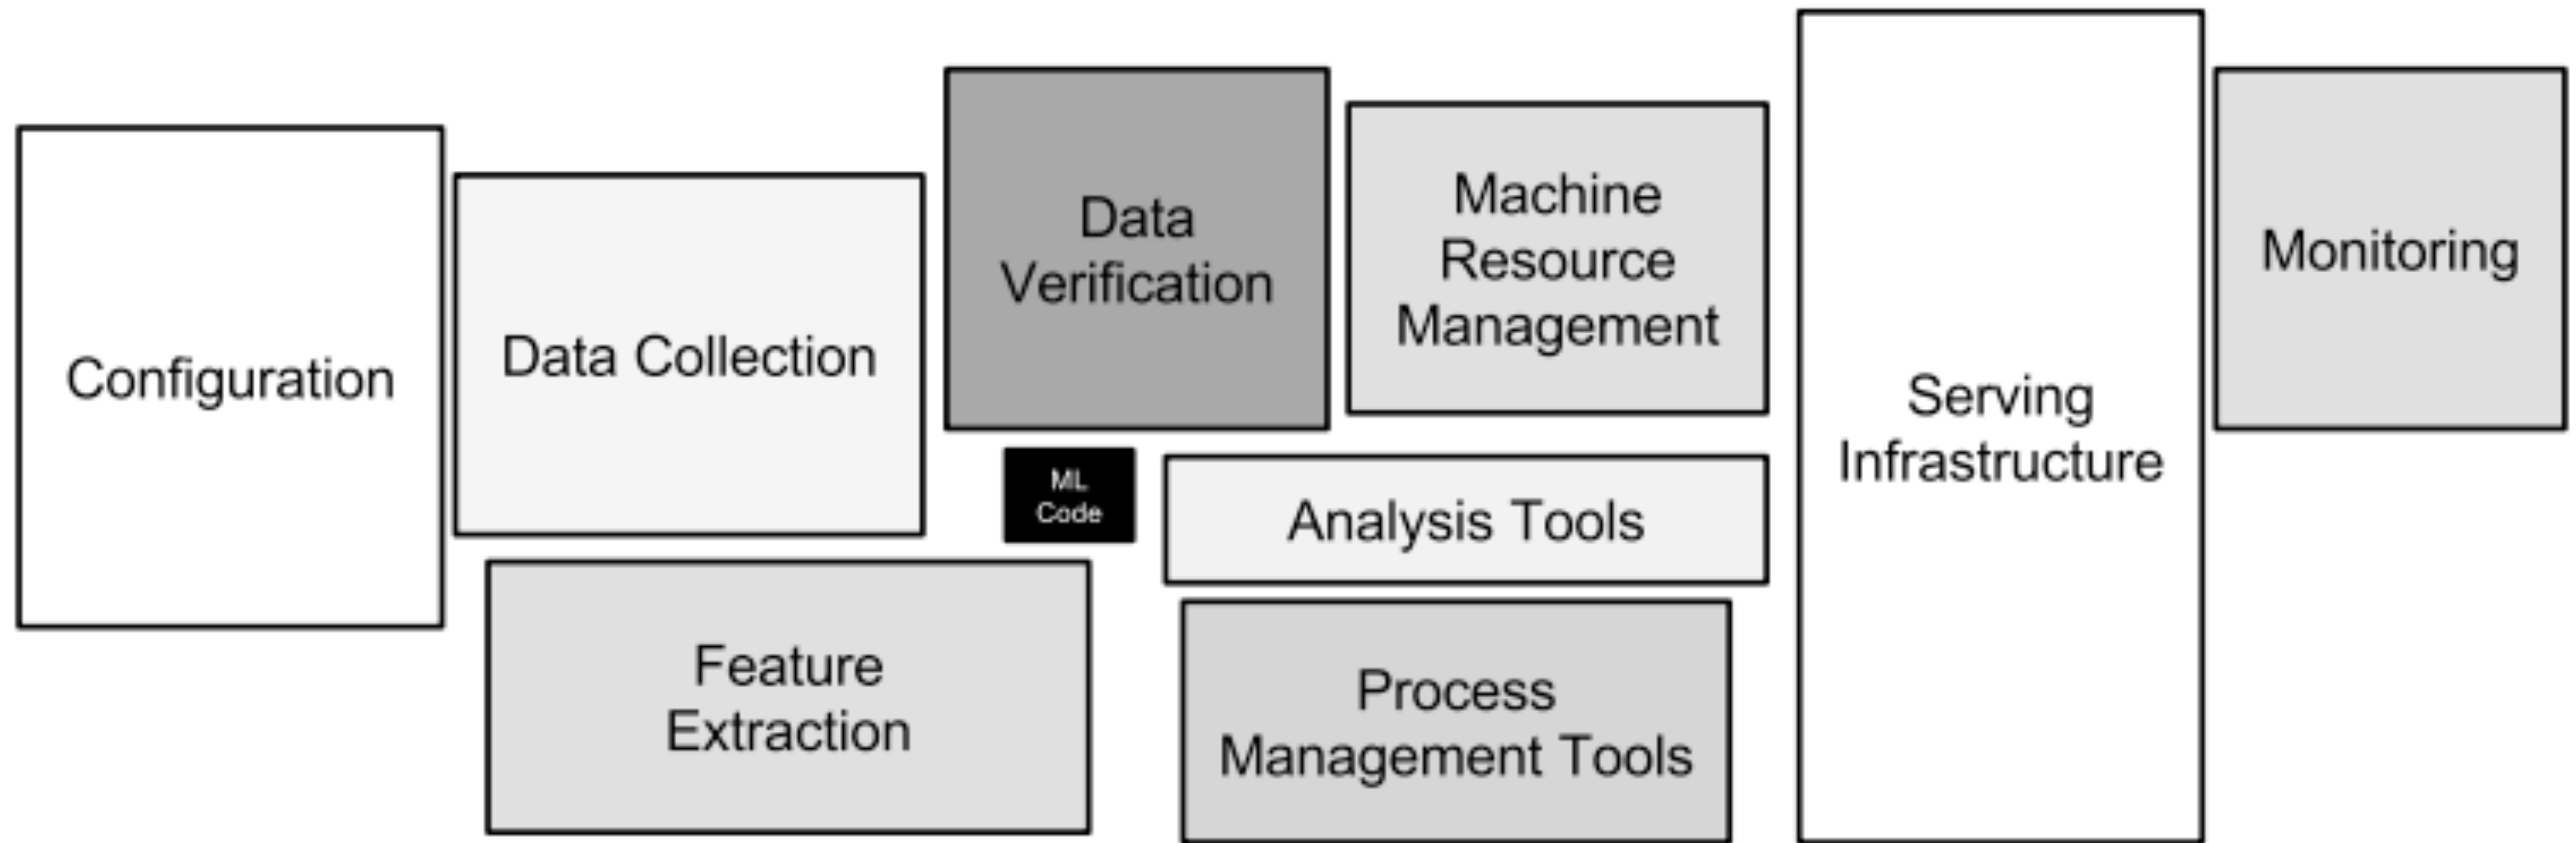 Configuration
Data Collection
Feature
Extraction
Data
Verification
ML
Code
Machine
Resource
Management
Analysis Tools
Process
Management Tools
Serving
Infrastructure
Monitoring